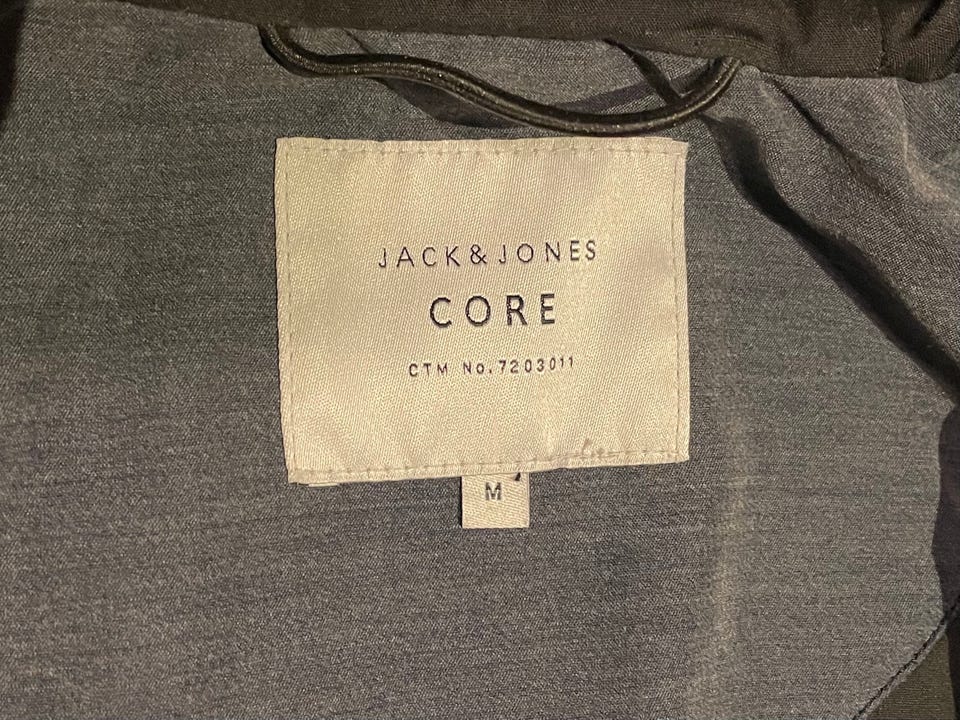 JACK & JONES
CORE
CTM No. 7203011
M